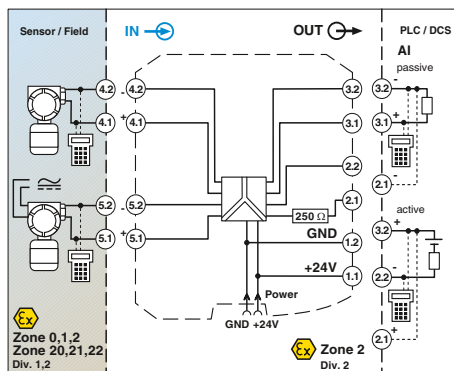 Sensor / Field
IN
OUT
PLC / DCS
AI
passive
4.2
-
4.2
3.2
3.2
-
4.1
+
4.1
3.1
3.1
+
2.2
2.1
-
5.2
-
5.2
2.1
250 Ω
active
5.1
+
5.1
GND
1.2
3.2
+
+24V
1.1
2.2
-
Power
GND +24V
2.1
+
Ex
Zone 0,1,2
Zone 20,21,22
Div. 1,2
Ex
Zone 2
Div. 2